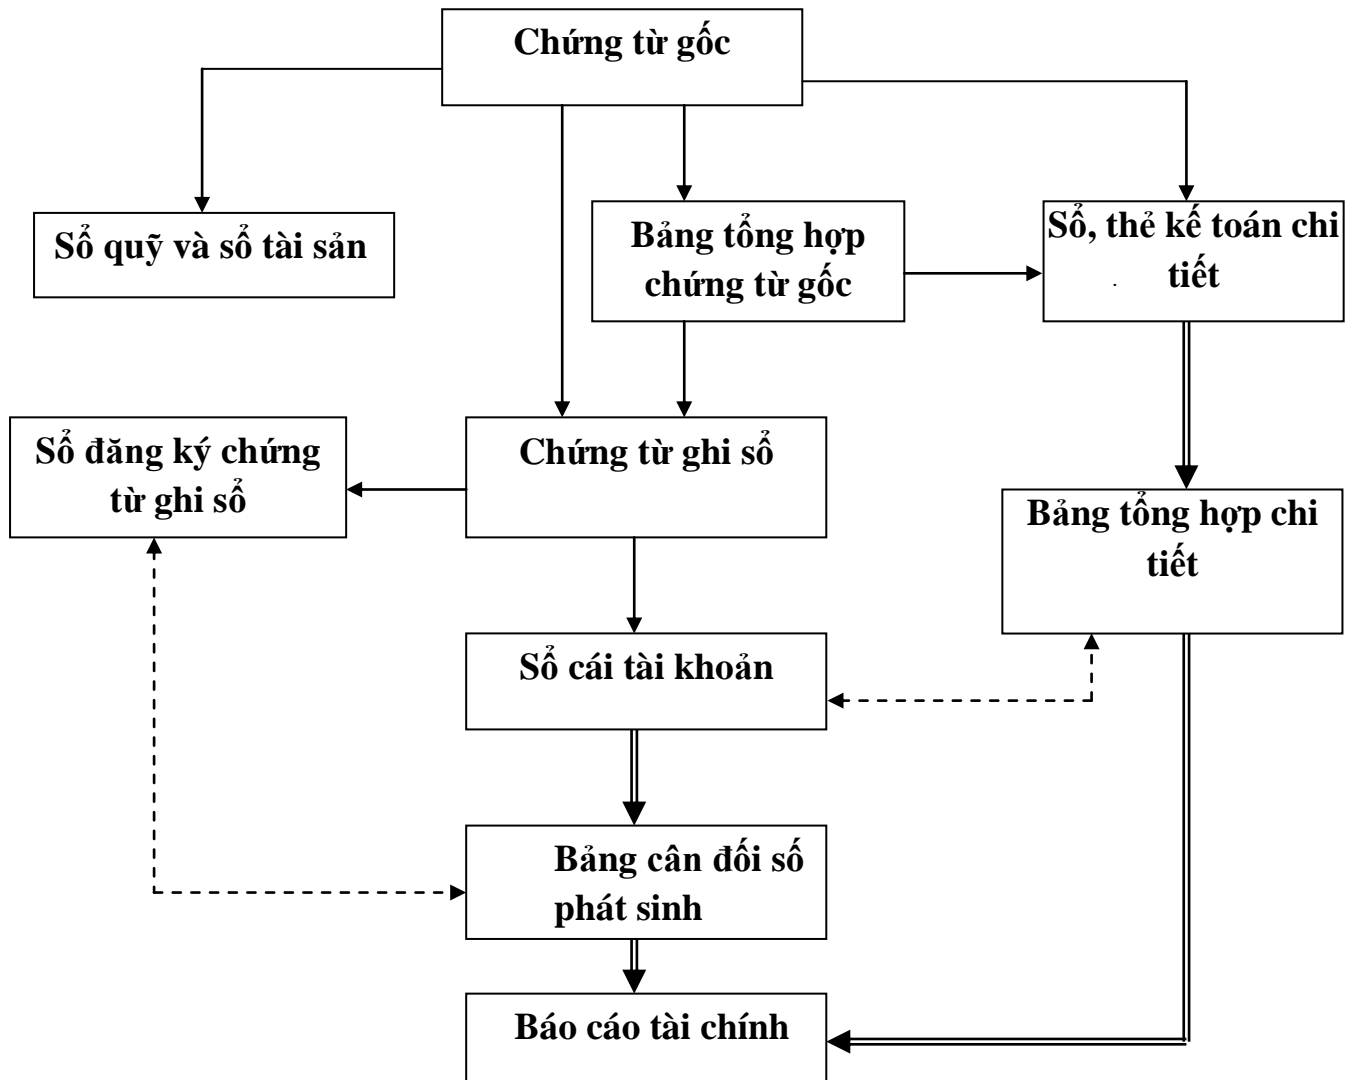 Chứng từ gốc
Sổ quỹ và sổ tài sản
Bảng tổng hợp
chứng từ gốc
Sổ, thẻ kế toán chi
tiết
Sổ đăng ký chứng
từ ghi sổ
Chứng từ ghi sổ
Bảng tổng hợp chi
tiết
Sổ cái tài khoản
Bảng cân đối số
phát sinh
Báo cáo tài chính